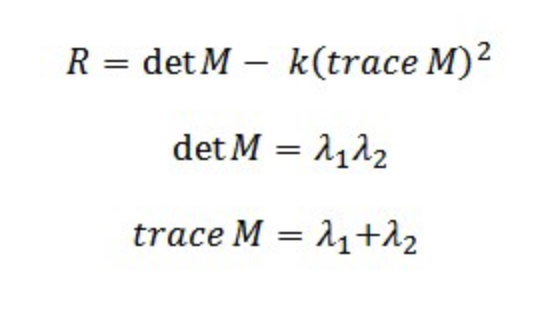 R = det M − k(trace M)²
det M = λ₁λ₂
trace M = λ₁+λ₂